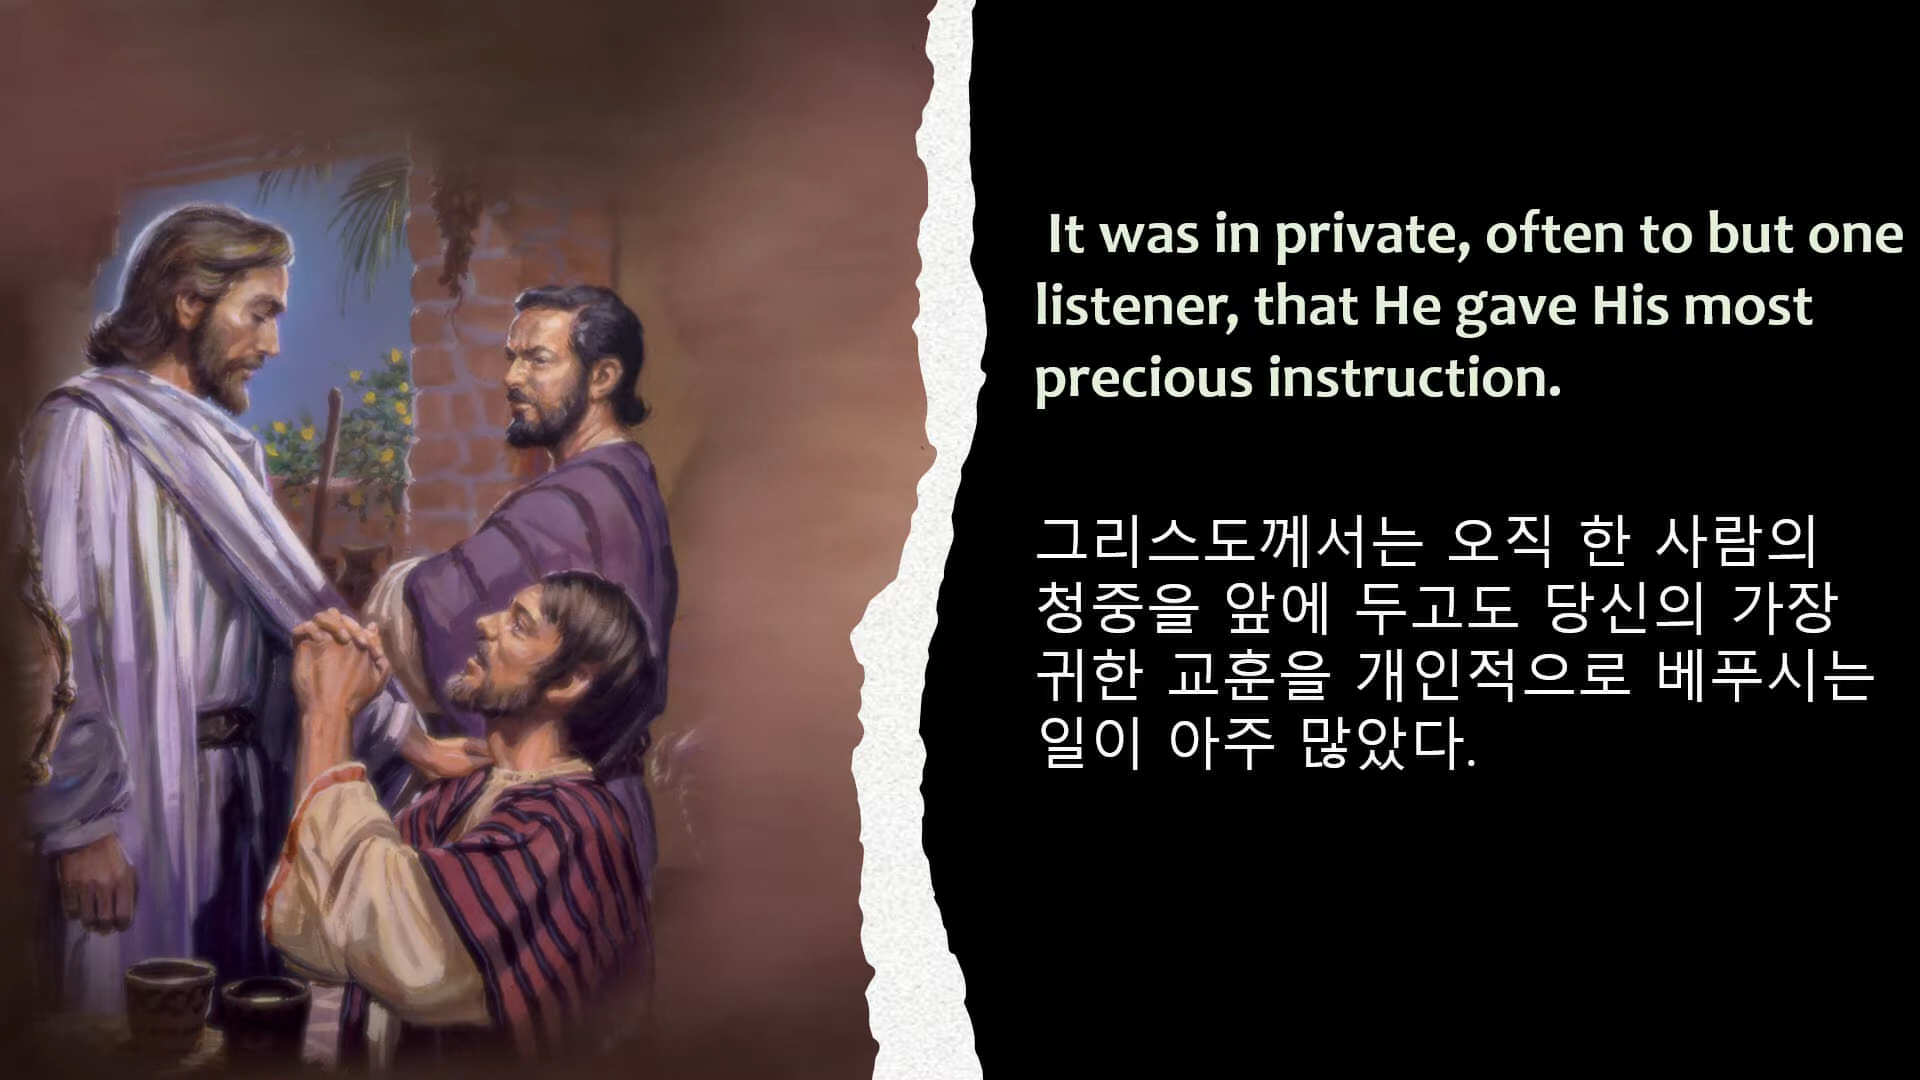 It was in private, often to but one
listener, that He gave His most
precious instruction.
그리스도께서는 오직 한 사람의
청중을 앞에 두고도 당신의 가장
귀한 교훈을 개인적으로 베푸시는
일이 아주 많았다.